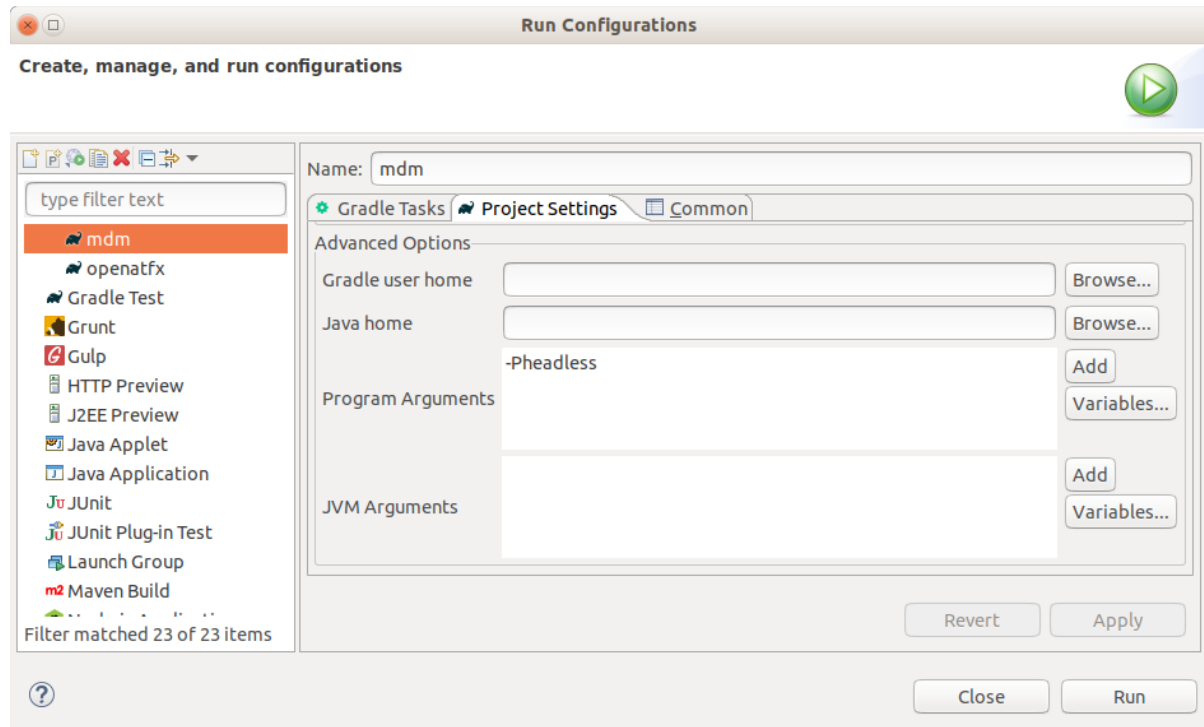 Run Configurations
Create, manage, and run configurations
type filter text
mdm
openatfx
Gradle Test
Grunt
Gulp
HTTP Preview
J2EE Preview
Java Applet
Java Application
JUnit
JUnit Plug-in Test
Launch Group
m2 Maven Build
Filter matched 23 of 23 items
Name: mdm
Gradle Tasks Project Settings Common
Advanced Options
Gradle user home Browse...
Java home Browse...
Program Arguments -Pheadless Add
Variables...
JVM Arguments Add
Variables...
Revert Apply
Close Run